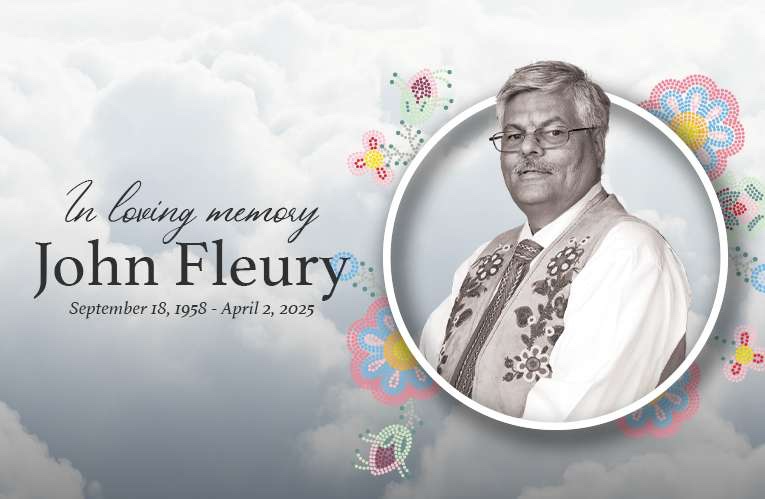 In loving memory
John Fleury
September 18, 1958 - April 2, 2025